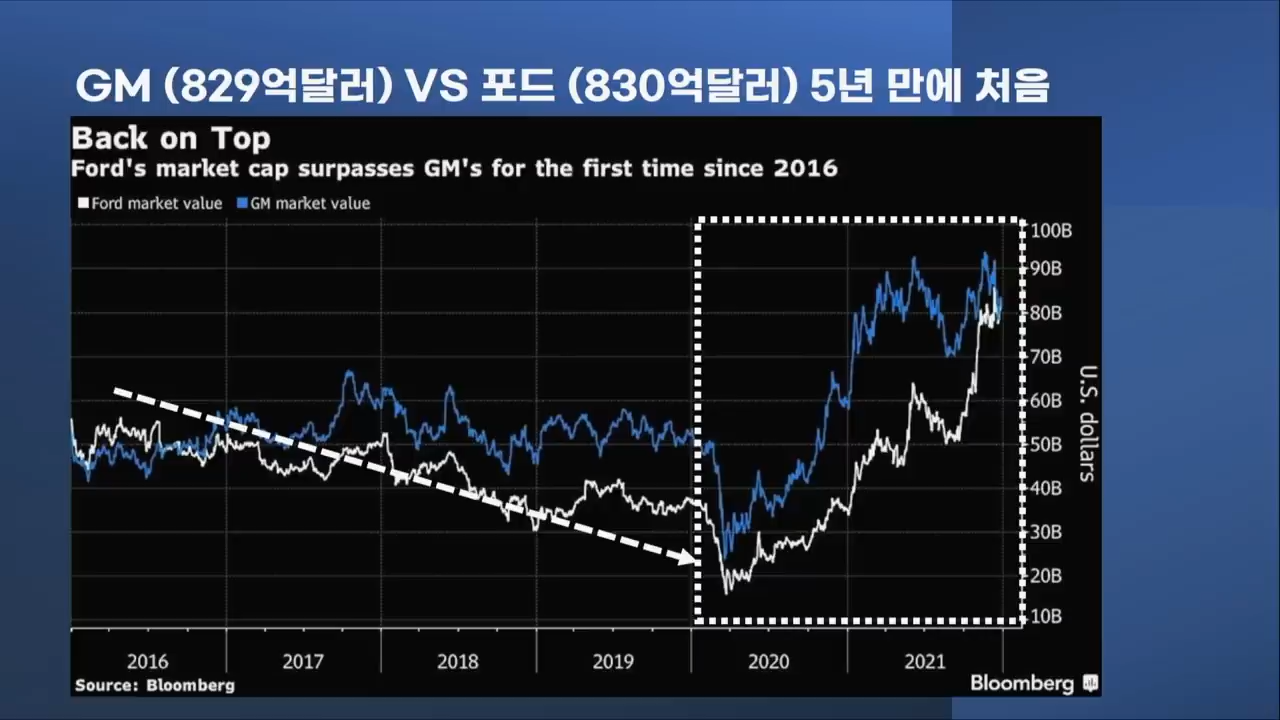 GM (829억달러) VS 포드 (830억달러) 5년 만에 처음
Back on Top
Ford's market cap surpasses GM's for the first time since 2016
Ford market value GM market value
100B
90B
80B
70B
60B
50B
40B
30B
20B
10B
U.S. dollars
2016 2017 2018 2019 2020 2021
Source: Bloomberg
Bloomberg